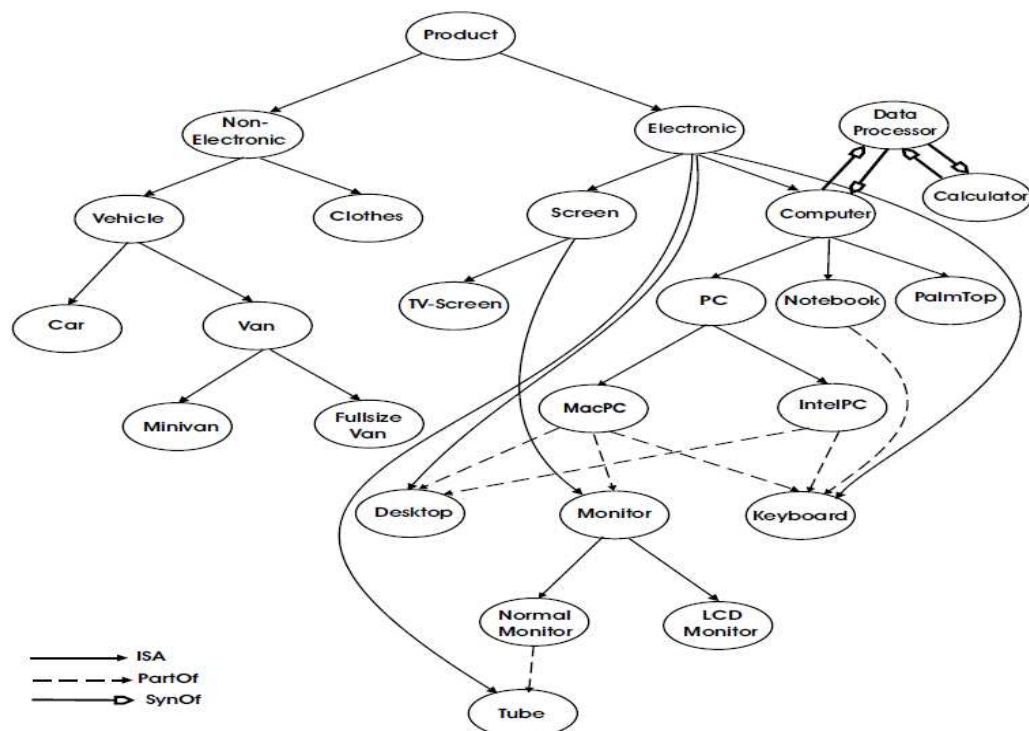 Product
Non-
Electronic
Electronic
Data
Processor
Vehicle
Clothes
Screen
Computer
Calculator
Car
Van
TV-Screen
PC
Notebook
PalmTop
Minivan
Fullsize
Van
MacPC
IntelPC
Desktop
Monitor
Keyboard
Normal
Monitor
LCD
Monitor
Tube
ISA
PartOf
SynOf